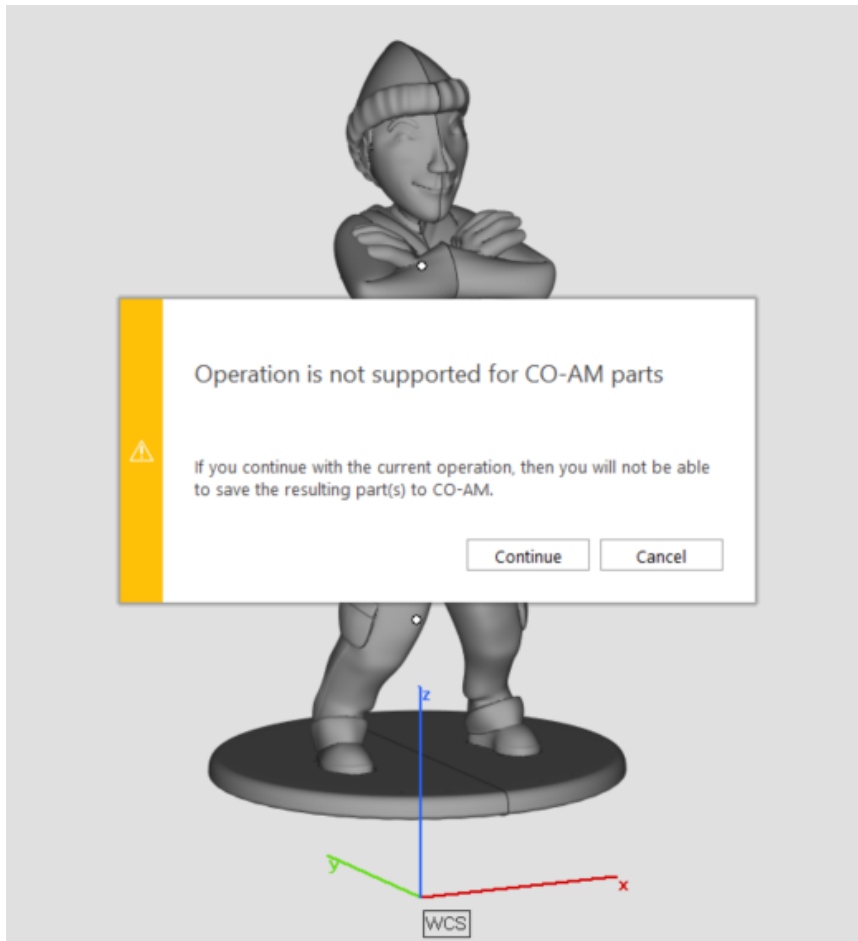 Operation is not supported for CO-AM parts
If you continue with the current operation, then you will not be able
to save the resulting part(s) to CO-AM.
Continue Cancel
z
y
x
WCS